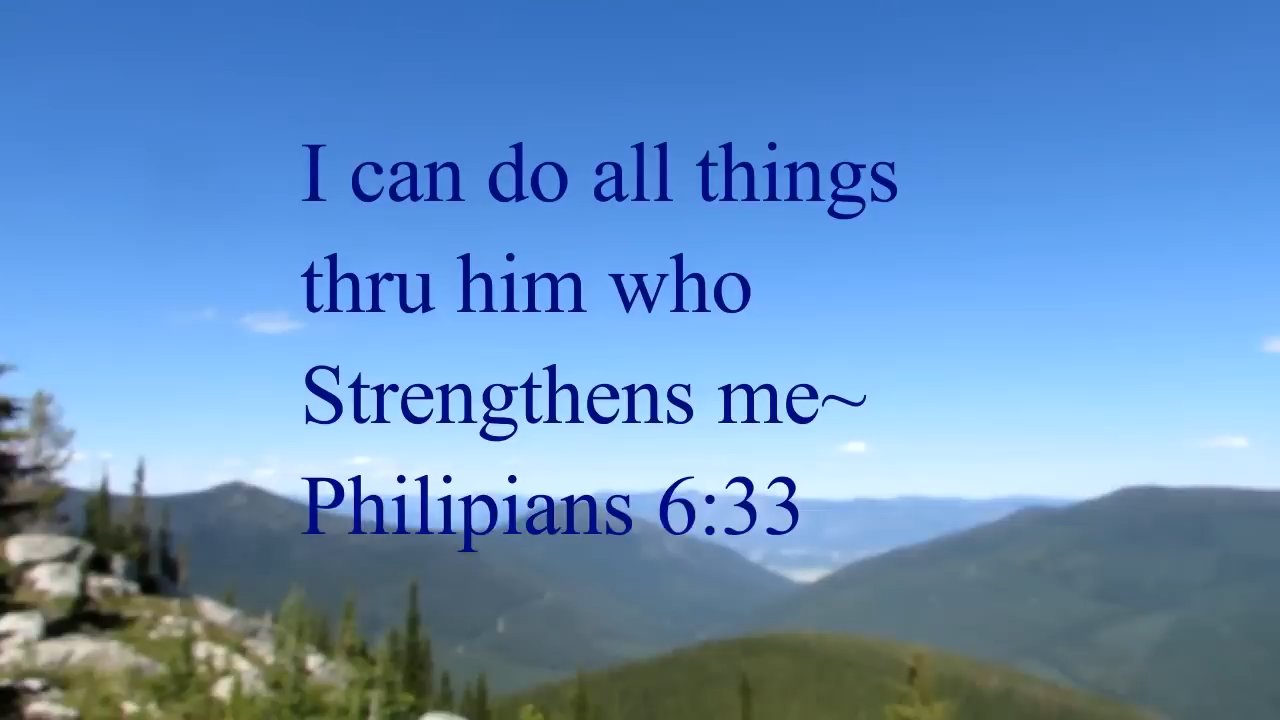 I can do all things
thru him who
Strengthens me~
Philipians 6:33